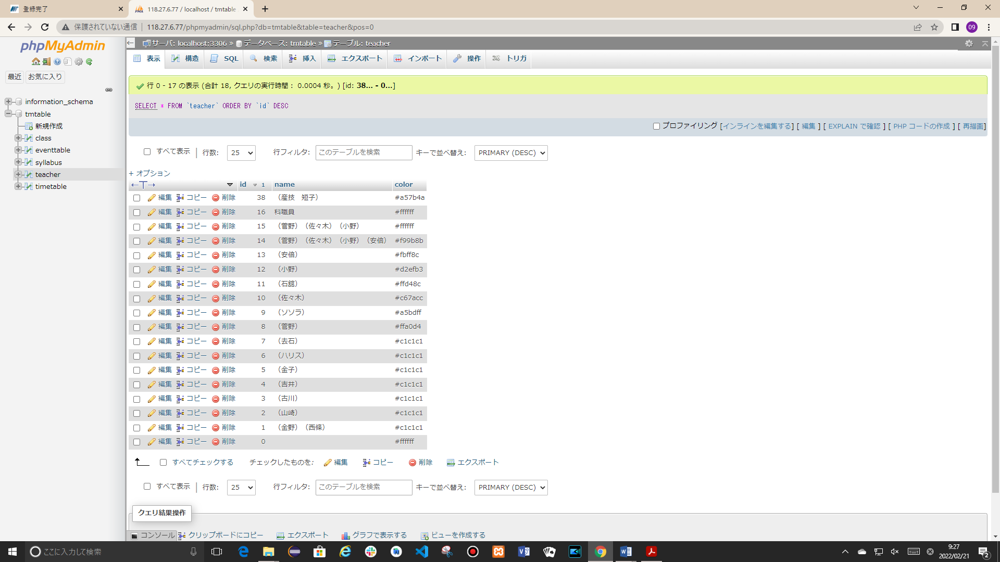 登録完了
118.27.6.77 / localhost / tmtable
保護されていない通信 | 118.27.6.77/phpmyadmin/sql.php?db=tmtable&table=teacher&pos=0
09
phpMyAdmin
サーバ: localhost:3306 » データベース: tmtable » テーブル: teacher
表示 構造 SQL 検索 挿入 エクスポート インポート 操作 トリガ
最近 お気に入り
information_schema
tmtable
新規作成
class
eventtable
syllabus
teacher
timetable
行 0 - 17 の表示 (合計 18, クエリの実行時間： 0.0004 秒。) [id: 38... - 0...]
SELECT * FROM `teacher` ORDER BY `id` DESC
プロファイリング [インラインを編集する] [ 編集 ] [ EXPLAIN で確認 ] [ PHP コードの作成 ] [ 再描画]
すべて表示 | 行数: 25 行フィルタ: このテーブルを検索 キーで並べ替え: PRIMARY (DESC)
+ オプション
←T→ id 1 name color
編集 コピー 削除 38 （産技　短子） #a57b4a
編集 コピー 削除 16 科職員 #ffffff
編集 コピー 削除 15 （菅野）（佐々木）（小野） #ffffff
編集 コピー 削除 14 （菅野）（佐々木）（小野）（安倍） #f99b8b
編集 コピー 削除 13 （安倍） #fbff8c
編集 コピー 削除 12 （小野） #d2efb3
編集 コピー 削除 11 （石舘） #ffd48c
編集 コピー 削除 10 （佐々木） #c67acc
編集 コピー 削除 9 （ソソラ） #a5bdff
編集 コピー 削除 8 （菅野） #ffa0d4
編集 コピー 削除 7 （去石） #c1c1c1
編集 コピー 削除 6 （ハリス） #c1c1c1
編集 コピー 削除 5 （金子） #c1c1c1
編集 コピー 削除 4 （吉井） #c1c1c1
編集 コピー 削除 3 （古川） #c1c1c1
編集 コピー 削除 2 （山崎） #c1c1c1
編集 コピー 削除 1 （金野）（西條） #c1c1c1
編集 コピー 削除 0 #ffffff
すべてチェックする チェックしたものを: 編集 コピー 削除 エクスポート
すべて表示 | 行数: 25 行フィルタ: このテーブルを検索 キーで並べ替え: PRIMARY (DESC)
クエリ結果操作
コンソール クリップボードにコピー エクスポート グラフで表示する ビューを作成する
ここに入力して検索
9:27
2022/02/21
2